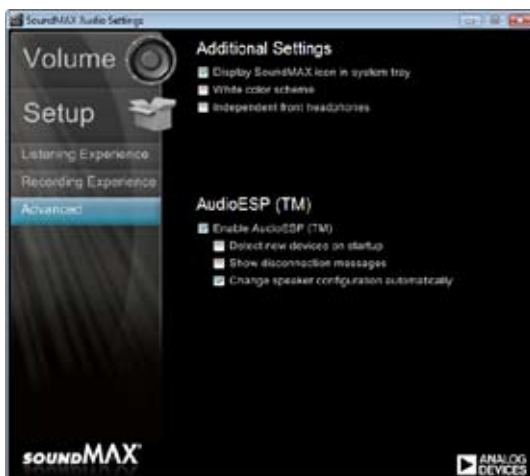 SoundMAX Audio Settings
Volume
Setup
Listening Experience
Recording Experience
Advanced
Additional Settings
Display SoundMAX icon in system tray
White color scheme
Independent front headphones
AudioESP (TM)
Enable AudioESP (TM)
Detect new devices on startup
Show disconnection messages
Change speaker configuration automatically
SOUNDMAX
ANALOG
DEVICES